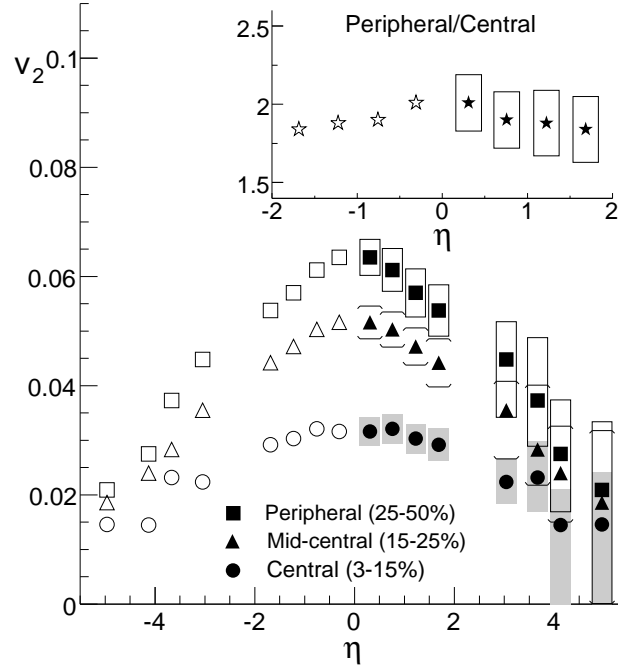 Peripheral/Central
v2
0.1
2.5
2
1.5
-2 -1 0 1 2
η
0.08
0.06
0.04
0.02
0
Peripheral (25-50%)
Mid-central (15-25%)
Central (3-15%)
-4 -2 0 2 4
η